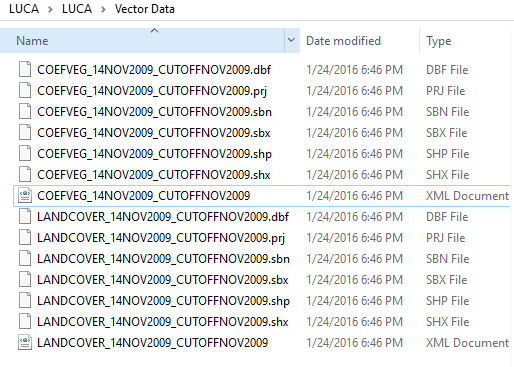 LUCA > LUCA > Vector Data
Name Date modified Type
COEFVEG_14NOV2009_CUTOFFNOV2009.dbf 1/24/2016 6:46 PM DBF File
COEFVEG_14NOV2009_CUTOFFNOV2009.prj 1/24/2016 6:46 PM PRJ File
COEFVEG_14NOV2009_CUTOFFNOV2009.sbn 1/24/2016 6:46 PM SBN File
COEFVEG_14NOV2009_CUTOFFNOV2009.sbx 1/24/2016 6:46 PM SBX File
COEFVEG_14NOV2009_CUTOFFNOV2009.shp 1/24/2016 6:46 PM SHP File
COEFVEG_14NOV2009_CUTOFFNOV2009.shx 1/24/2016 6:46 PM SHX File
COEFVEG_14NOV2009_CUTOFFNOV2009 1/24/2016 6:46 PM XML Document
LANDCOVER_14NOV2009_CUTOFFNOV2009.dbf 1/24/2016 6:46 PM DBF File
LANDCOVER_14NOV2009_CUTOFFNOV2009.prj 1/24/2016 6:46 PM PRJ File
LANDCOVER_14NOV2009_CUTOFFNOV2009.sbn 1/24/2016 6:46 PM SBN File
LANDCOVER_14NOV2009_CUTOFFNOV2009.sbx 1/24/2016 6:46 PM SBX File
LANDCOVER_14NOV2009_CUTOFFNOV2009.shp 1/24/2016 6:46 PM SHP File
LANDCOVER_14NOV2009_CUTOFFNOV2009.shx 1/24/2016 6:46 PM SHX File
LANDCOVER_14NOV2009_CUTOFFNOV2009 1/24/2016 6:46 PM XML Document